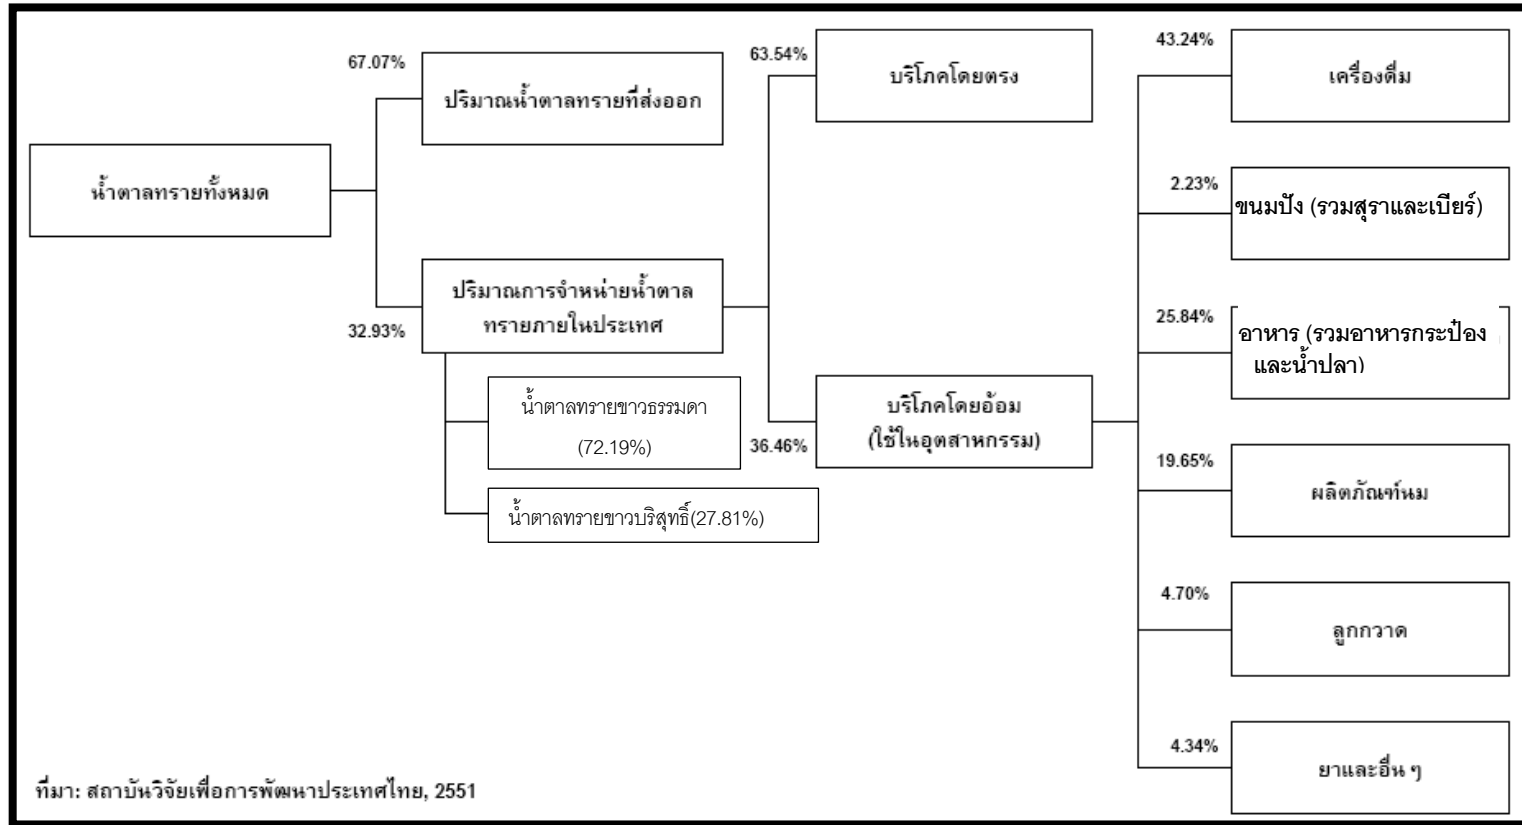 น้ำตาลทรายทั้งหมด
67.07%
ปริมาณน้ำตาลทรายที่ส่งออก
32.93%
ปริมาณการจำหน่ายน้ำตาล
ทรายภายในประเทศ
น้ำตาลทรายขาวธรรมดา
(72.19%)
น้ำตาลทรายขาวบริสุทธิ์(27.81%)
63.54%
บริโภคโดยตรง
36.46%
บริโภคโดยอ้อม
(ใช้ในอุตสาหกรรม)
43.24%
เครื่องดื่ม
2.23%
ขนมปัง (รวมสุราและเบียร์)
25.84%
อาหาร (รวมอาหารกระป๋อง
และน้ำปลา)
19.65%
ผลิตภัณฑ์นม
4.70%
ลูกกวาด
4.34%
ยาและอื่น ๆ
ที่มา: สถาบันวิจัยเพื่อการพัฒนาประเทศไทย, 2551